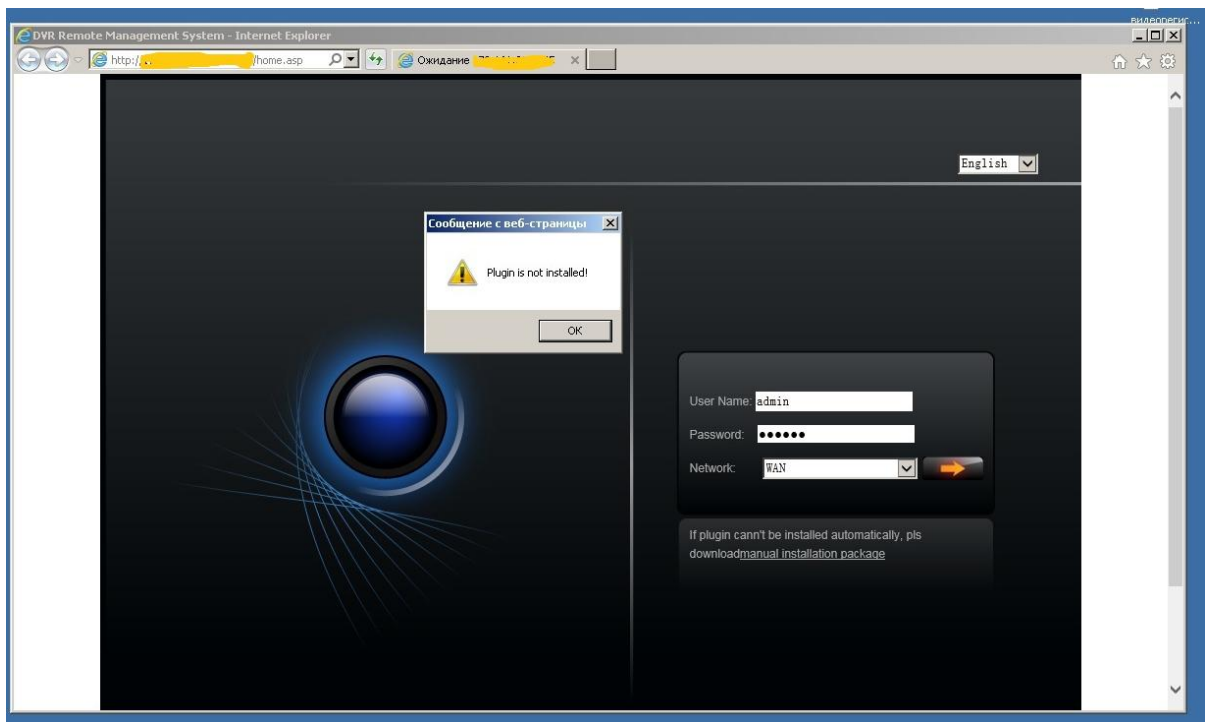 видеорегис...
DVR Remote Management System - Internet Explorer
http://
/home.asp
Ожидание
English
Сообщение с веб-страницы
Plugin is not installed!
OK
User Name: admin
Password: ●●●●●●
Network: WAN
If plugin cann't be installed automatically, pls
downloadmanual installation package